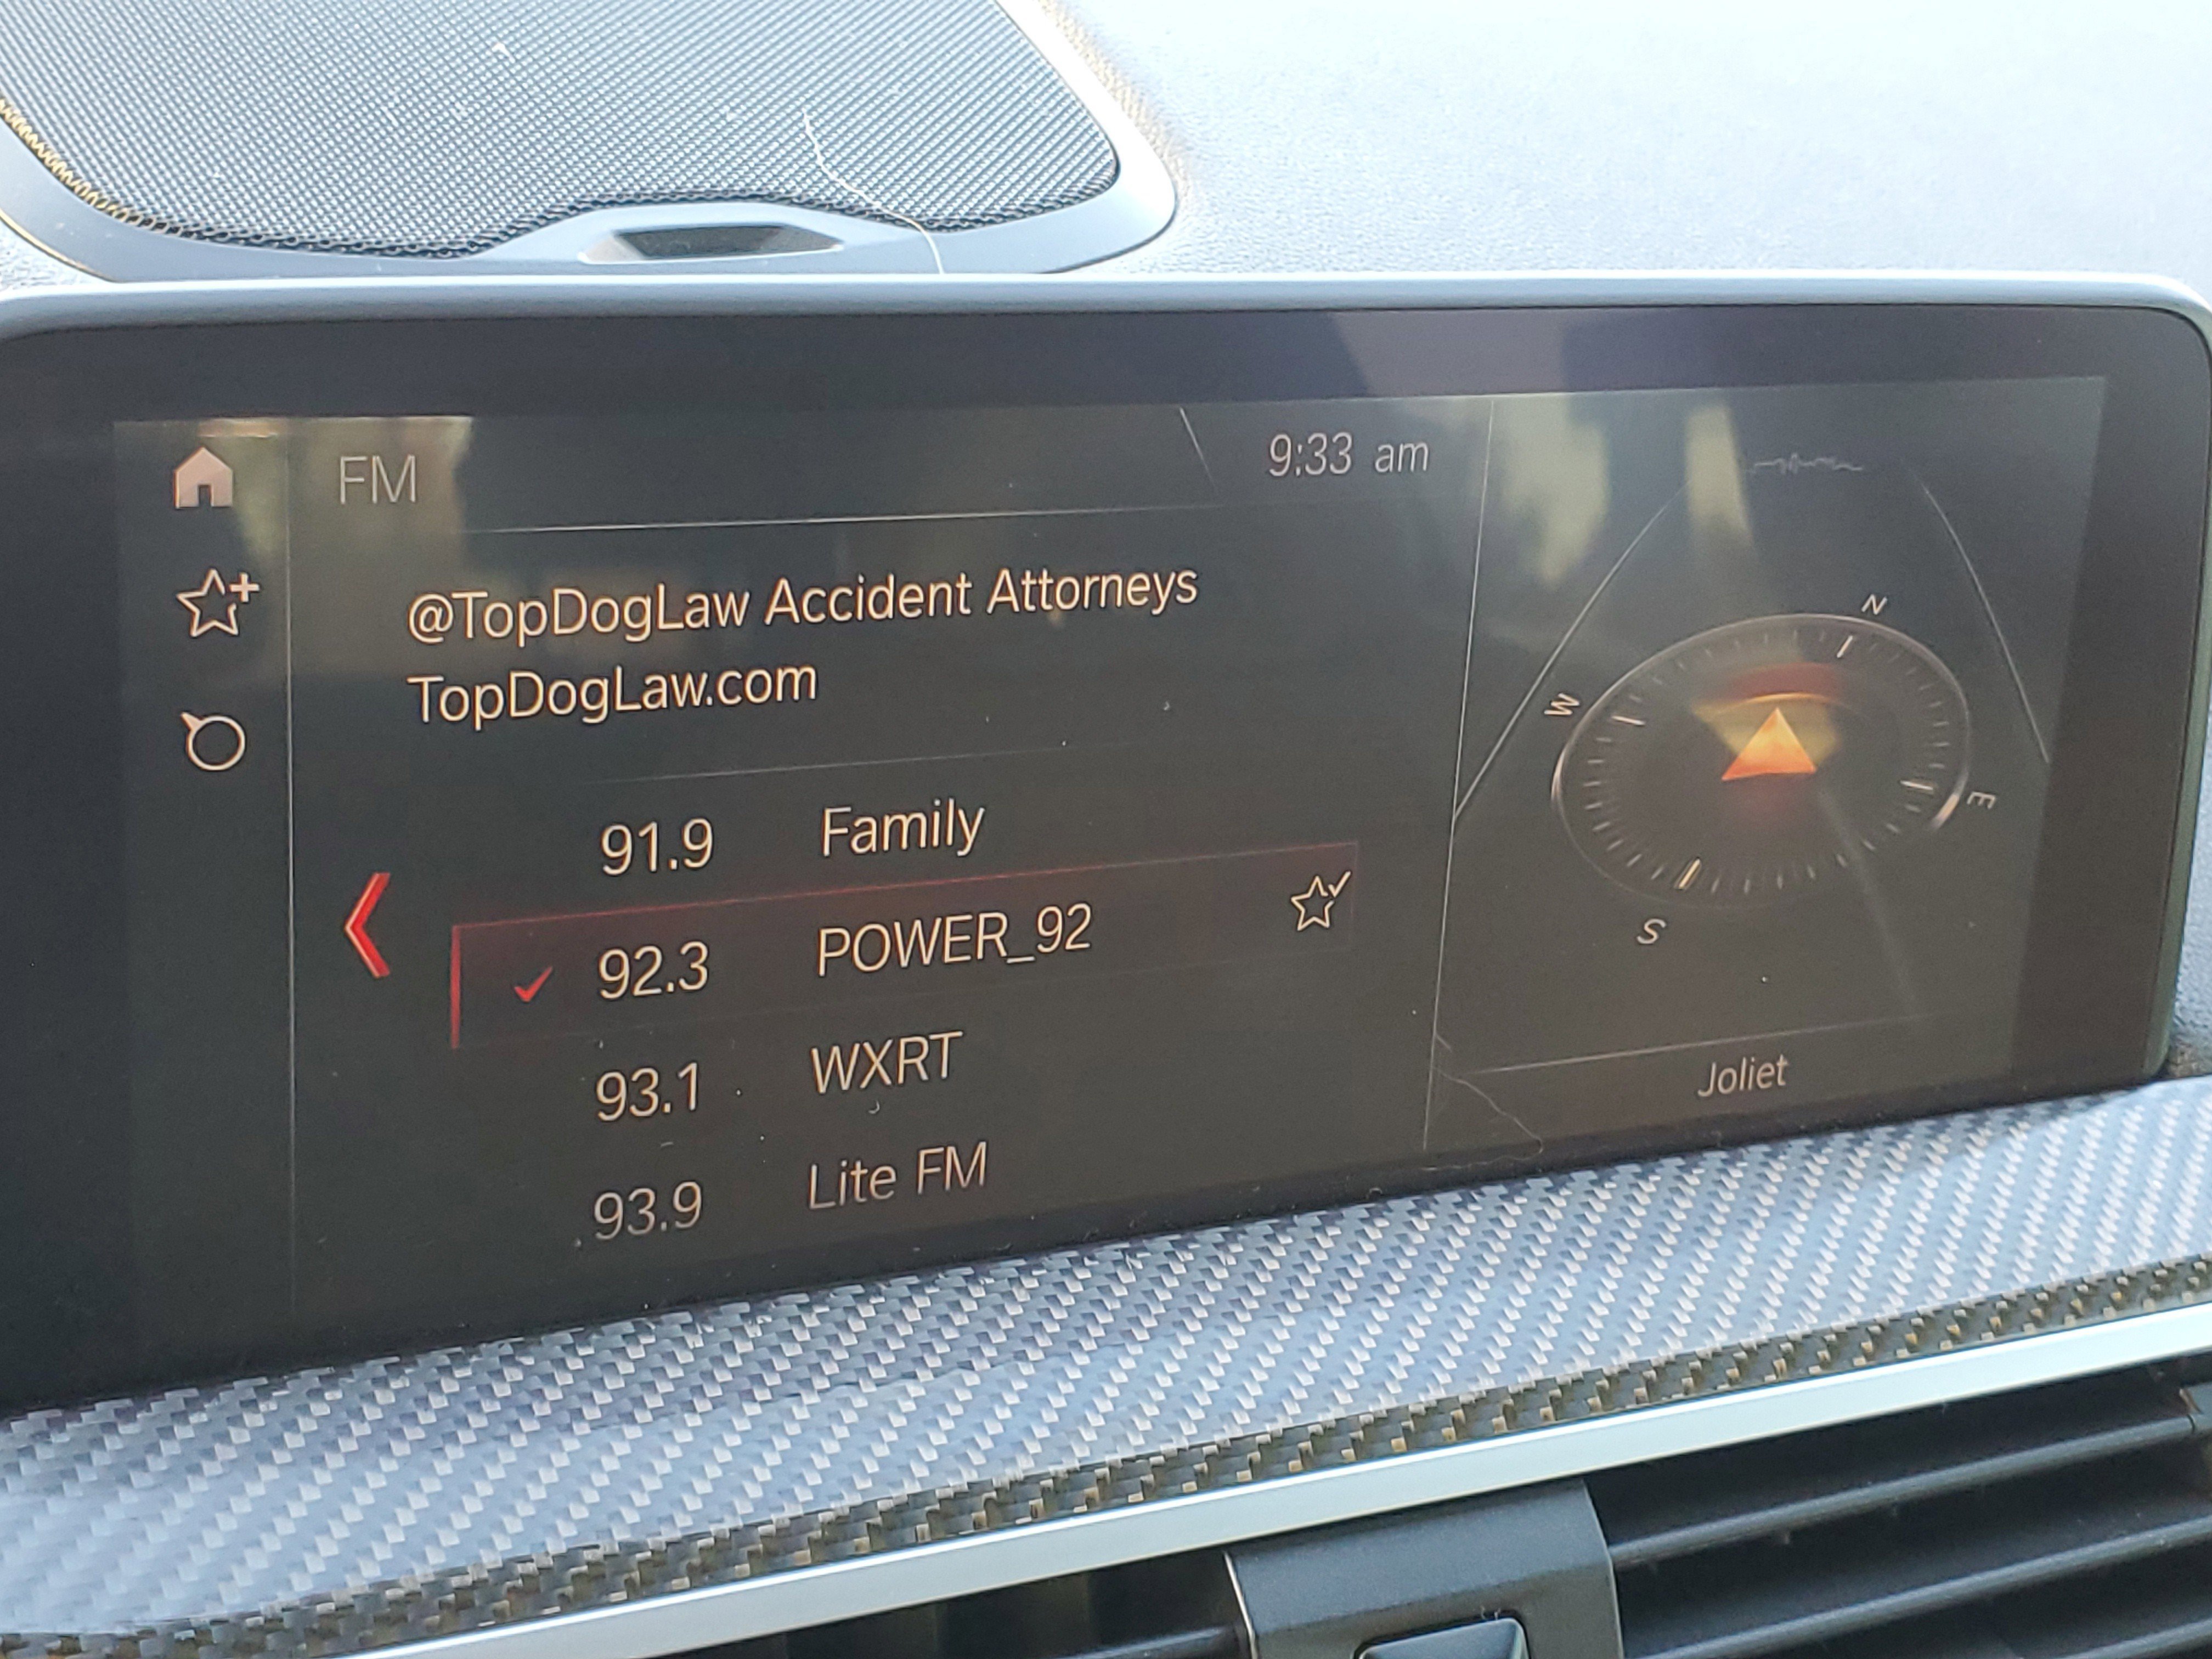 FM
9:33 am
@TopDogLaw Accident Attorneys
TopDogLaw.com
91.9 Family
92.3 POWER_92
93.1 WXRT
93.9 Lite FM
N
W
E
S
Joliet